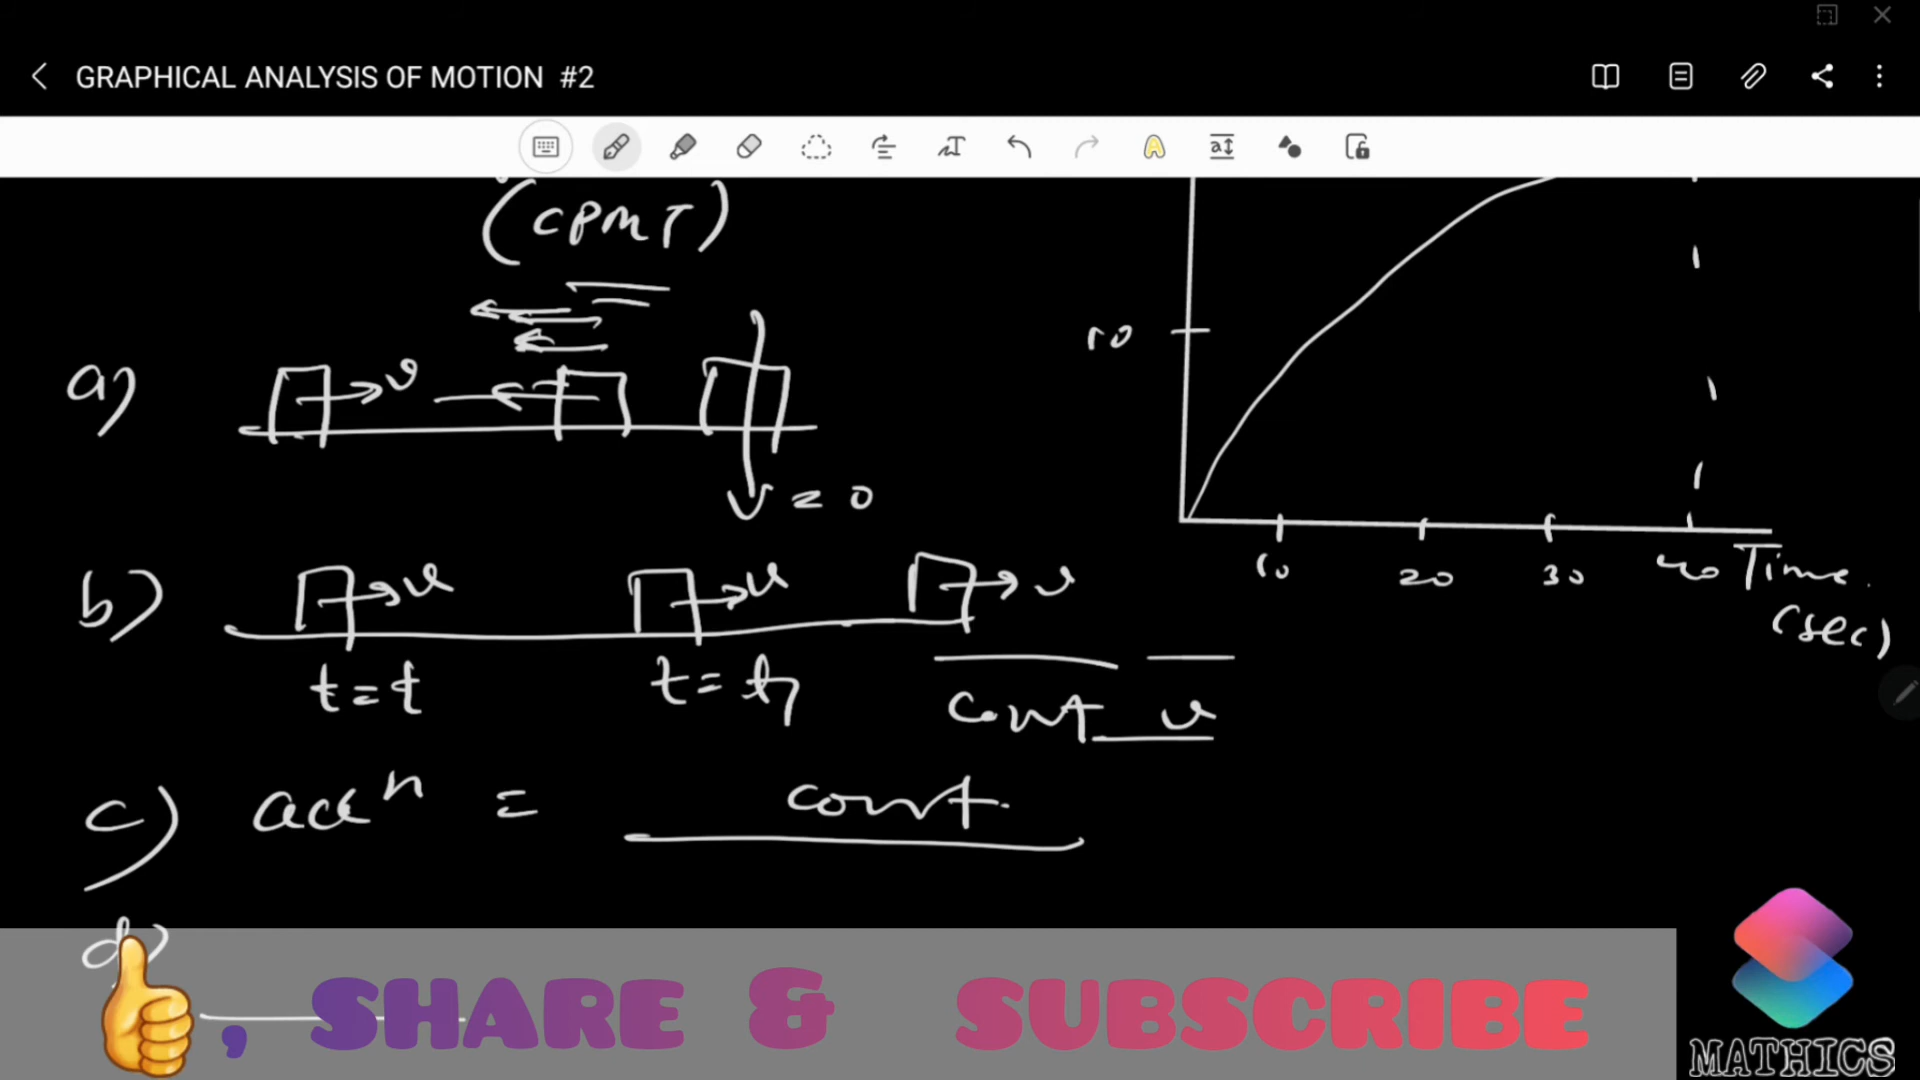 GRAPHICAL ANALYSIS OF MOTION #2
(CPMT)
a)
v
V = 0
10
10 20 30 40 Time
(sec)
b)
v v v
t = t
const v
c) accn = const.
d)
, SHARE & SUBSCRIBE
MATHICS